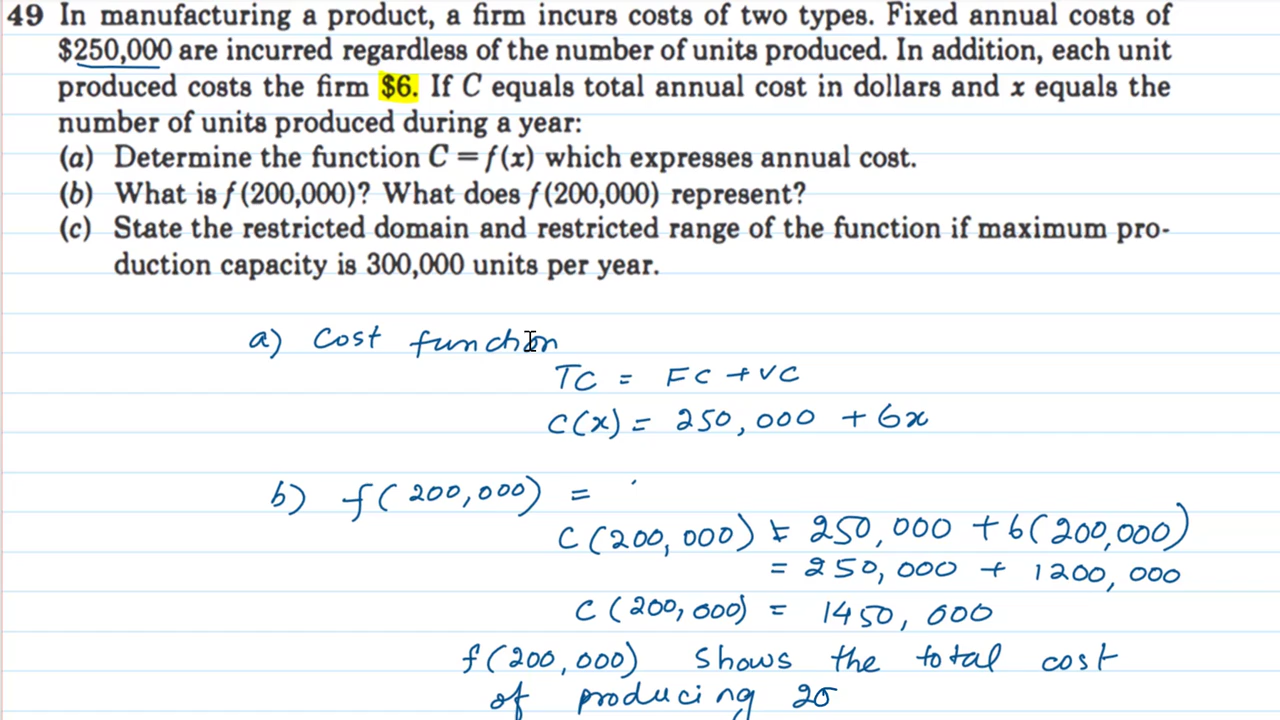 49 In manufacturing a product, a firm incurs costs of two types. Fixed annual costs of
$250,000 are incurred regardless of the number of units produced. In addition, each unit
produced costs the firm $6. If C equals total annual cost in dollars and x equals the
number of units produced during a year:
(a) Determine the function C = f(x) which expresses annual cost.
(b) What is f(200,000)? What does f(200,000) represent?
(c) State the restricted domain and restricted range of the function if maximum pro-
duction capacity is 300,000 units per year.
a) Cost function
TC = FC + VC
C(x) = 250,000 + 6x
b) f(200,000) =
C(200,000) = 250,000 + 6(200,000)
= 250,000 + 1200,000
C(200,000) = 1450,000
f(200,000) shows the total cost
of producing 20